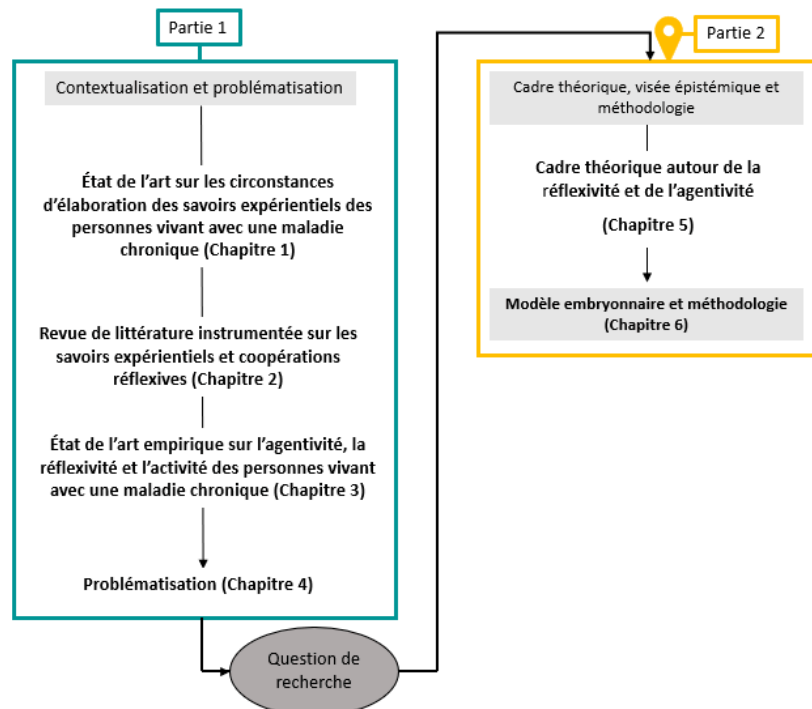 Partie 1
Contextualisation et problématisation
État de l'art sur les circonstances
d'élaboration des savoirs expérientiels des
personnes vivant avec une maladie
chronique (Chapitre 1)
Revue de littérature instrumentée sur les
savoirs expérientiels et coopérations
réflexives (Chapitre 2)
État de l'art empirique sur l'agentivité, la
réflexivité et l'activité des personnes vivant
avec une maladie chronique (Chapitre 3)
Problématisation (Chapitre 4)
Question de
recherche
Partie 2
Cadre théorique, visée épistémique et
méthodologie
Cadre théorique autour de la
réflexivité et de l'agentivité
(Chapitre 5)
Modèle embryonnaire et méthodologie
(Chapitre 6)